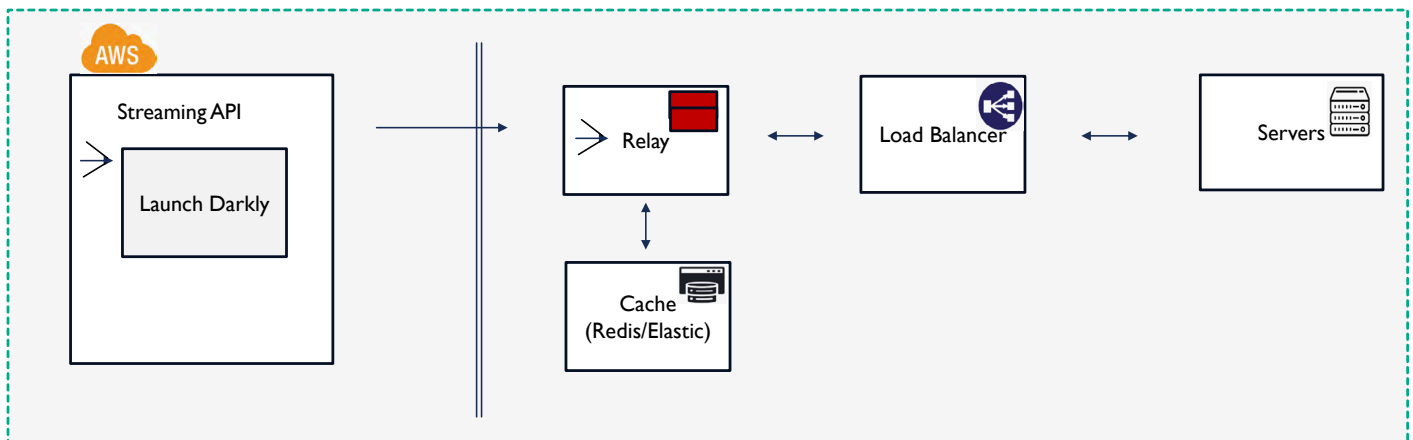 AWS
Streaming API
Launch Darkly
Relay
Cache
(Redis/Elastic)
Load Balancer
Servers